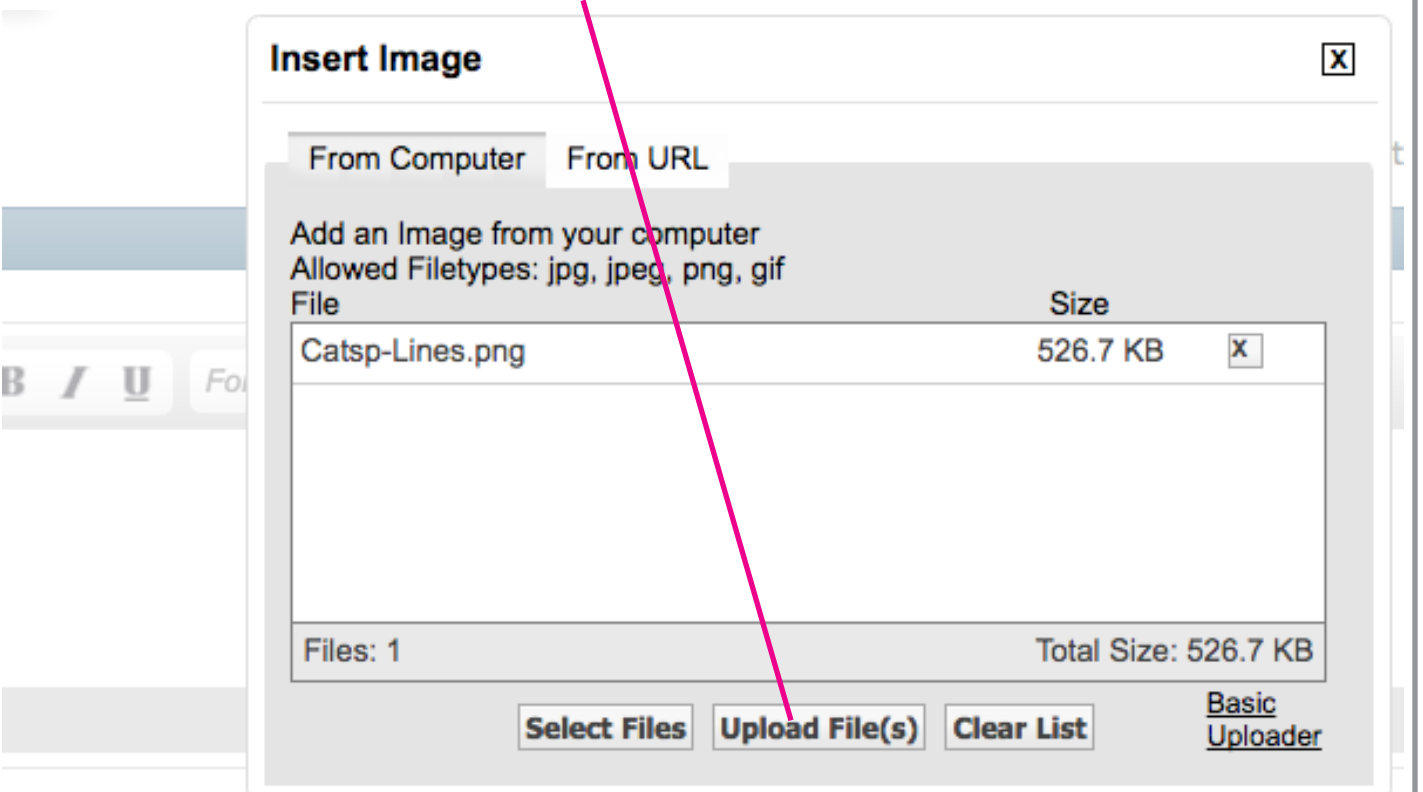 Insert Image
X
From Computer From URL
t
Add an Image from your computer
Allowed Filetypes: jpg, jpeg, png, gif
File Size
Catsp-Lines.png 526.7 KB X
B I U Fo
Files: 1 Total Size: 526.7 KB
Select Files Upload File(s) Clear List Basic
Uploader